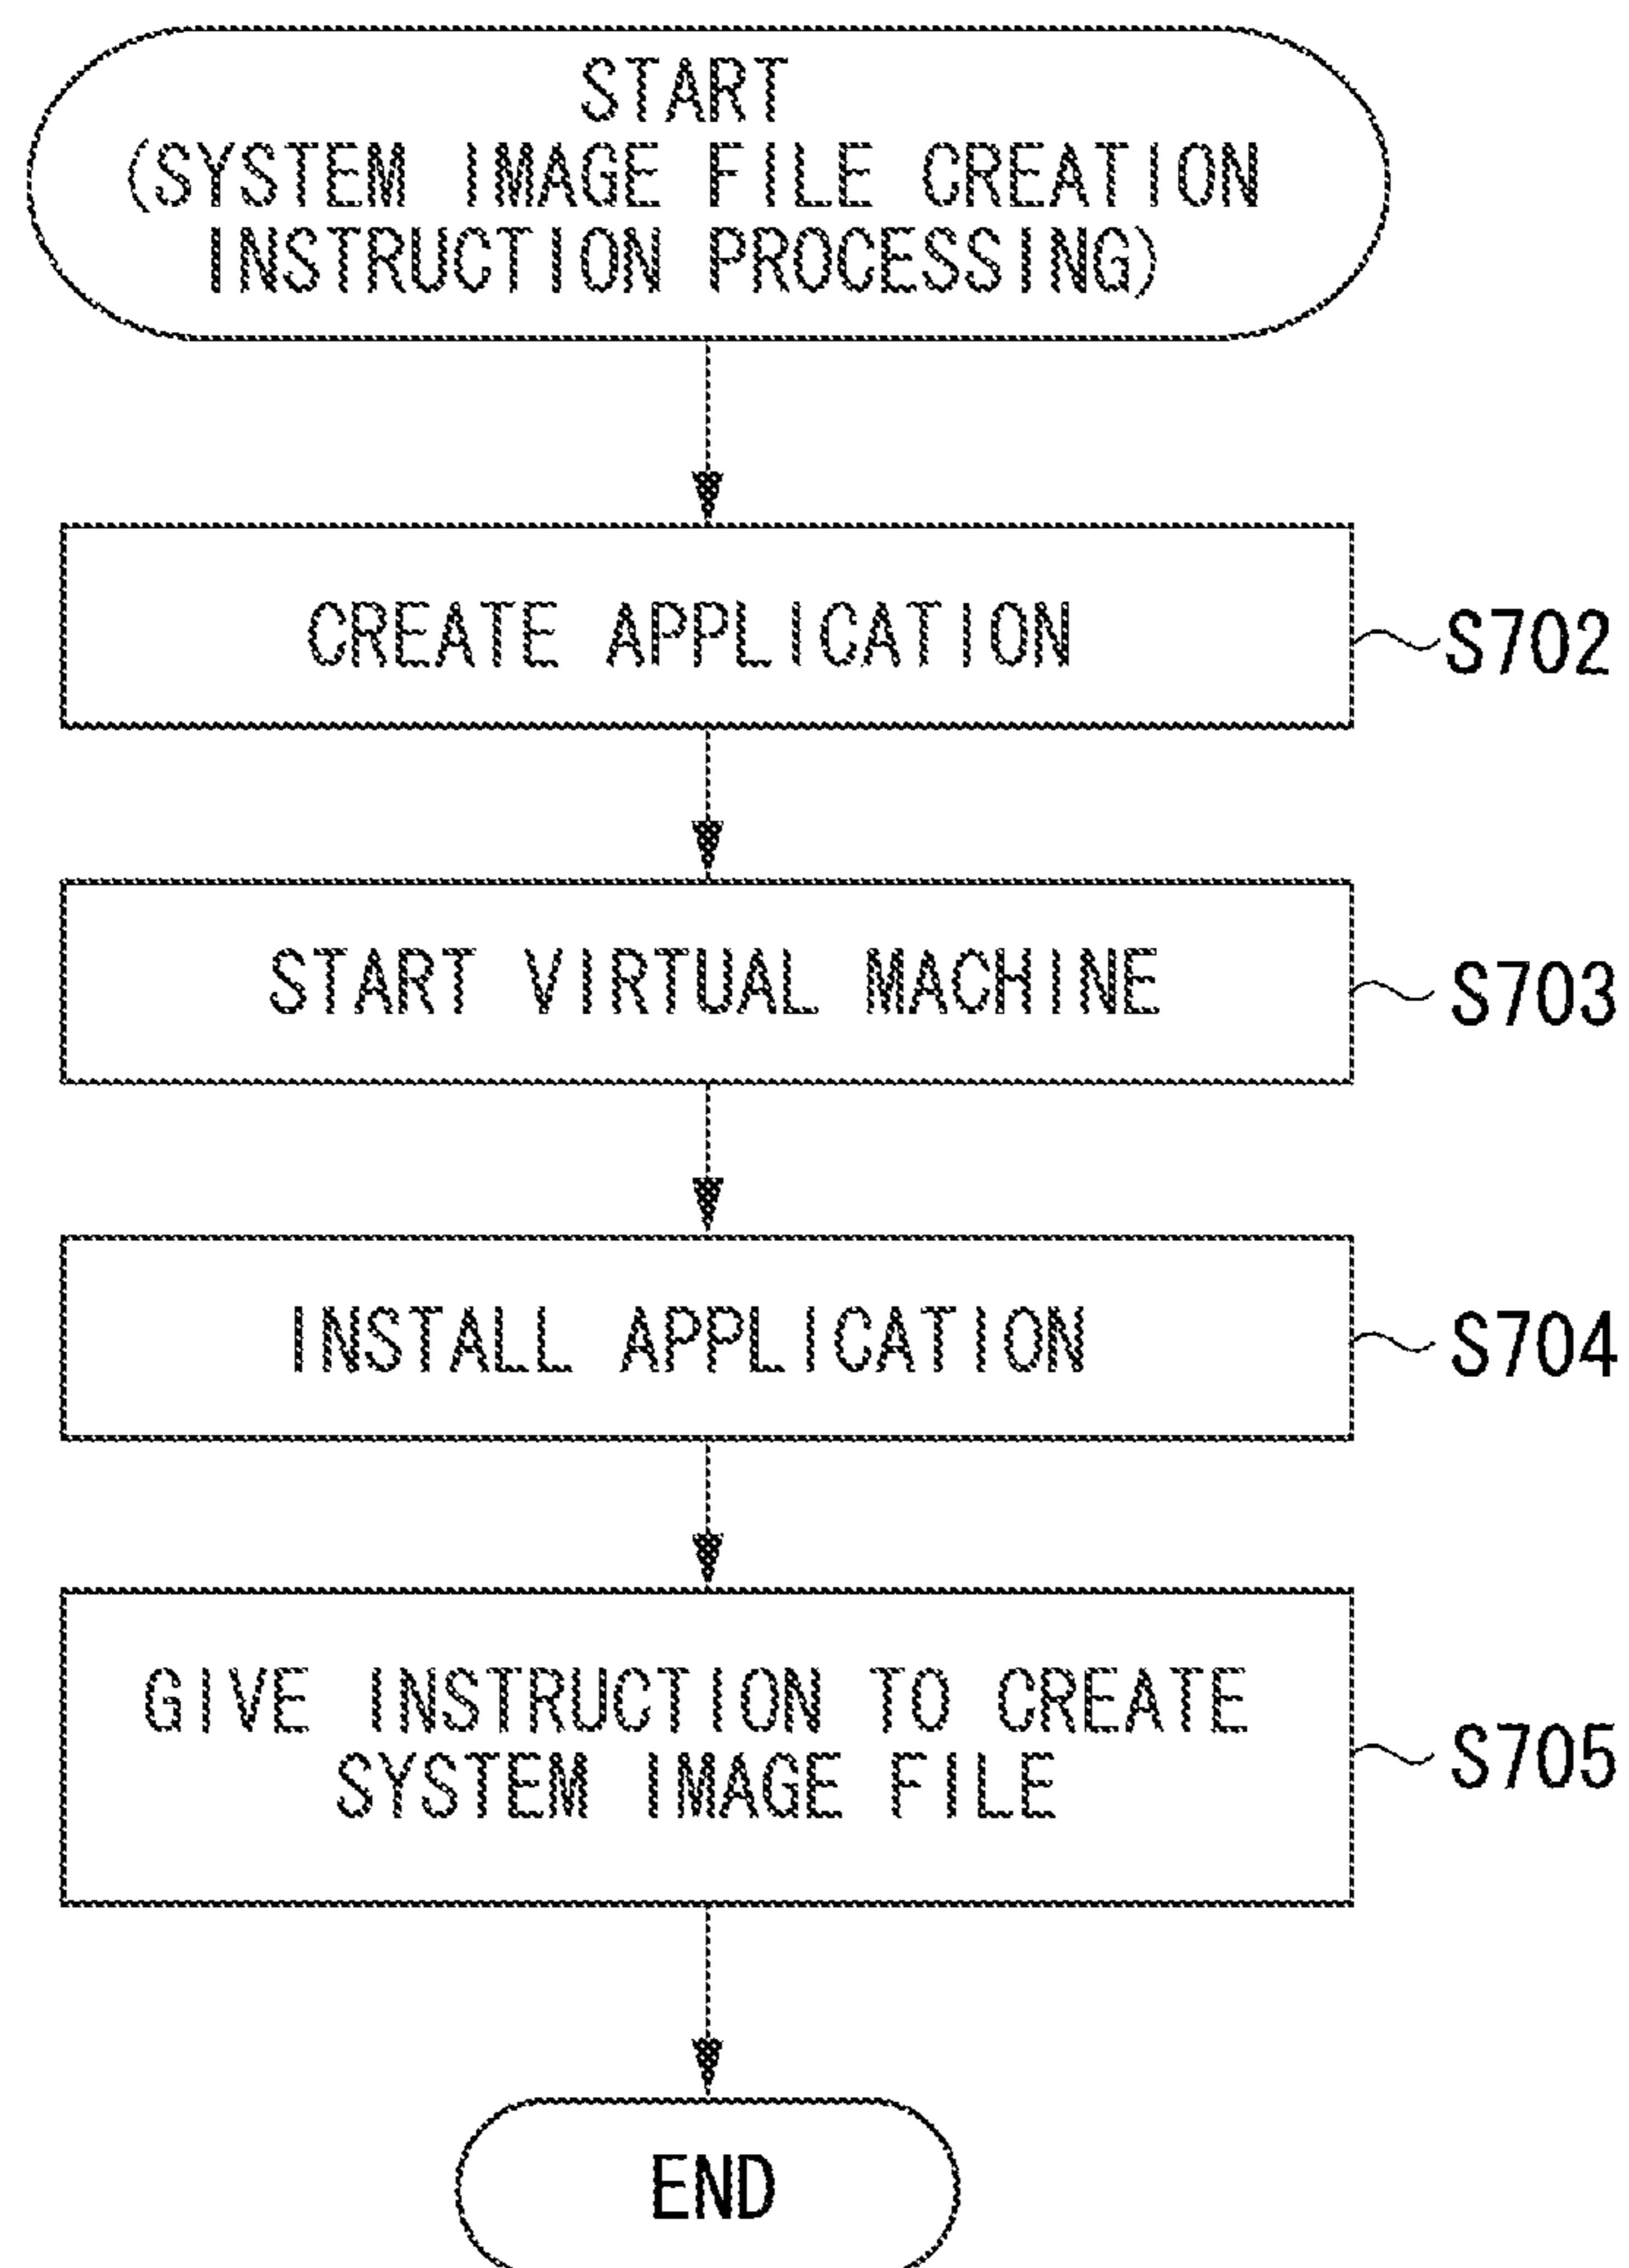 START
(SYSTEM IMAGE FILE CREATION
INSTRUCTION PROCESSING)
CREATE APPLICATION
S702
START VIRTUAL MACHINE
S703
INSTALL APPLICATION
S704
GIVE INSTRUCTION TO CREATE
SYSTEM IMAGE FILE
S705
END